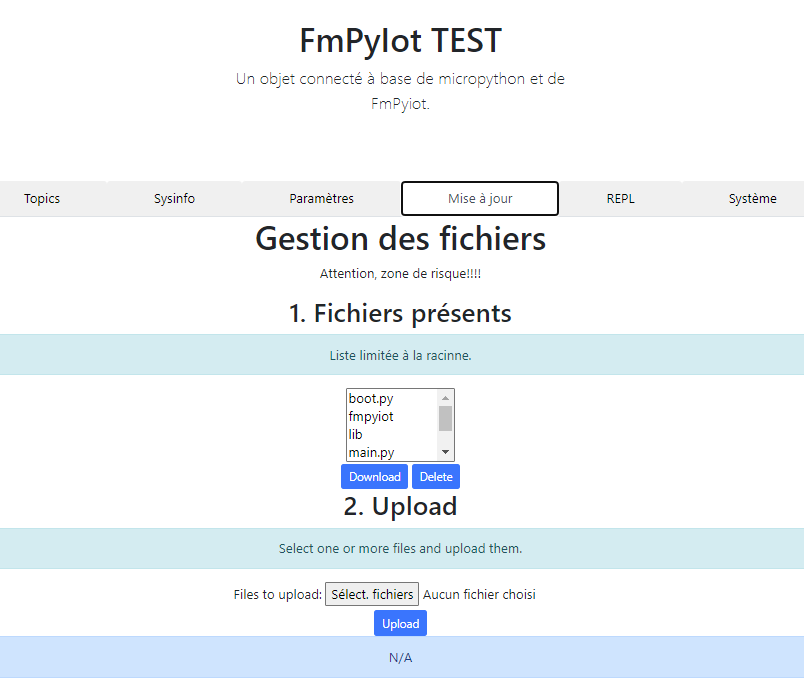 FmPyIot TEST
Un objet connecté à base de micropython et de
FmPyiot.
Topics Sysinfo Paramètres Mise à jour REPL Système
Gestion des fichiers
Attention, zone de risque!!!!
1. Fichiers présents
Liste limitée à la racinne.
boot.py
fmpyiot
lib
main.py
Download Delete
2. Upload
Select one or more files and upload them.
Files to upload: Sélect. fichiers Aucun fichier choisi
Upload
N/A